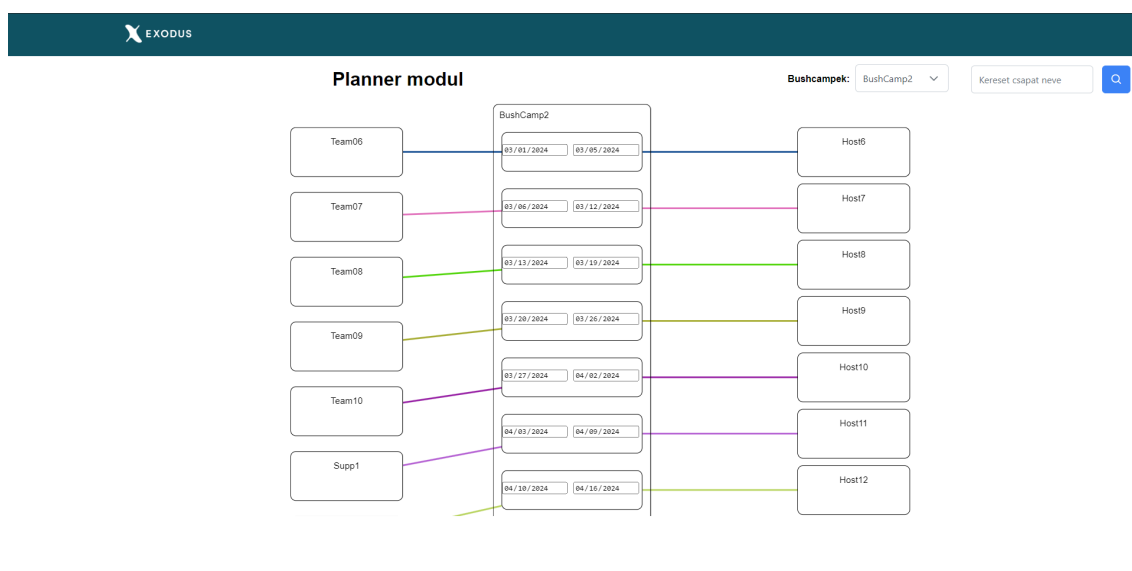 EXODUS
Planner modul
Bushcampek: BushCamp2
Kereset csapat neve
BushCamp2
Team06 03/01/2024 03/05/2024 Host6
Team07 03/06/2024 03/12/2024 Host7
Team08 03/13/2024 03/19/2024 Host8
Team09 03/20/2024 03/26/2024 Host9
Team10 03/27/2024 04/02/2024 Host10
Supp1 04/03/2024 04/09/2024 Host11
04/10/2024 04/16/2024 Host12